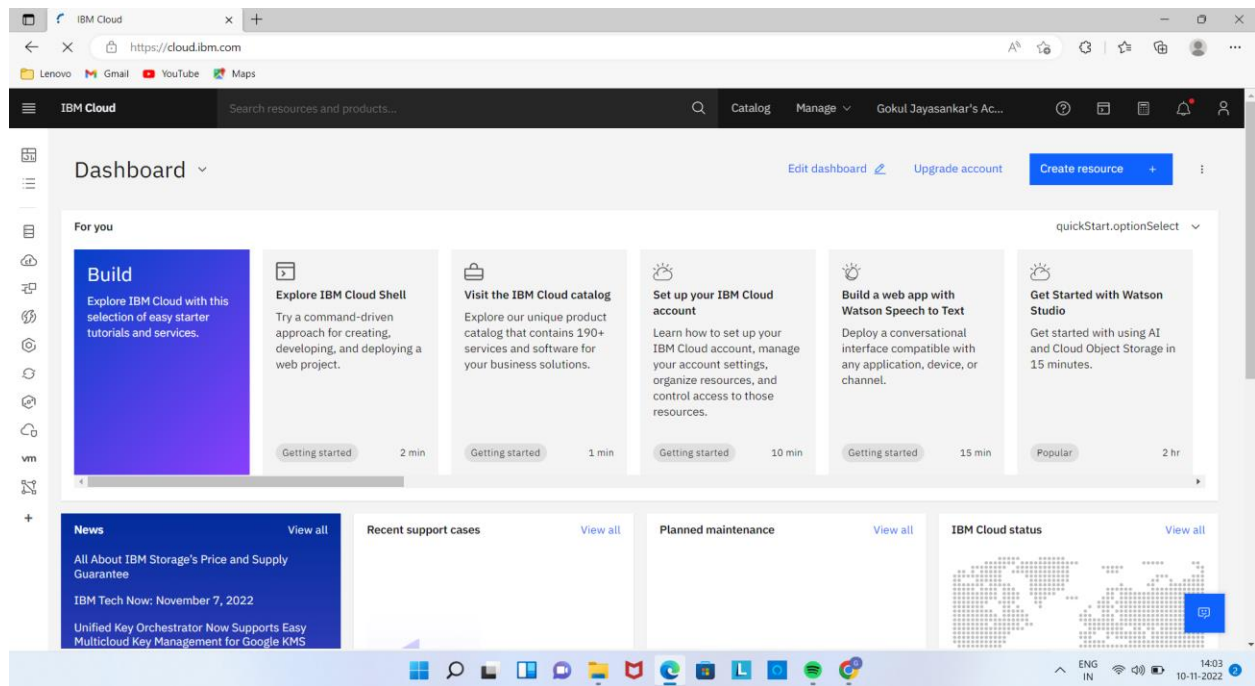 IBM Cloud
https://cloud.ibm.com
Lenovo
Gmail
YouTube
Maps
IBM Cloud
Search resources and products...
Catalog
Manage
Gokul Jayasankar's Ac...
Dashboard
Edit dashboard
Upgrade account
Create resource +
For you
quickStart.optionSelect
Build
Explore IBM Cloud with this
selection of easy starter
tutorials and services.
Explore IBM Cloud Shell
Try a command-driven
approach for creating,
developing, and deploying a
web project.
Getting started
2 min
Visit the IBM Cloud catalog
Explore our unique product
catalog that contains 190+
services and software for
your business solutions.
Getting started
1 min
Set up your IBM Cloud
account
Learn how to set up your
IBM Cloud account, manage
your account settings,
organize resources, and
control access to those
resources.
Getting started
10 min
Build a web app with
Watson Speech to Text
Deploy a conversational
interface compatible with
any application, device, or
channel.
Getting started
15 min
Get Started with Watson
Studio
Get started with using AI
and Cloud Object Storage in
15 minutes.
Popular
2 hr
vm
News
View all
All About IBM Storage's Price and Supply
Guarantee
IBM Tech Now: November 7, 2022
Unified Key Orchestrator Now Supports Easy
Multicloud Key Management for Google KMS
Recent support cases
View all
Planned maintenance
View all
IBM Cloud status
View all
ENG
IN
14:03
10-11-2022
2